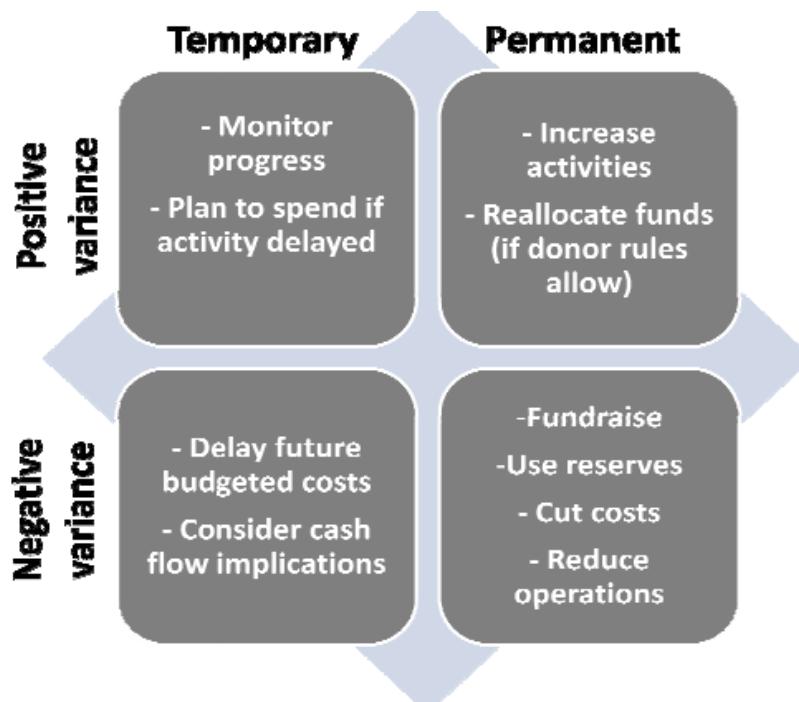 Temporary
Permanent
Positive
variance
- Monitor
progress
- Plan to spend if
activity delayed
- Increase
activities
- Reallocate funds
(if donor rules
allow)
Negative
variance
- Delay future
budgeted costs
- Consider cash
flow implications
-Fundraise
-Use reserves
- Cut costs
- Reduce
operations